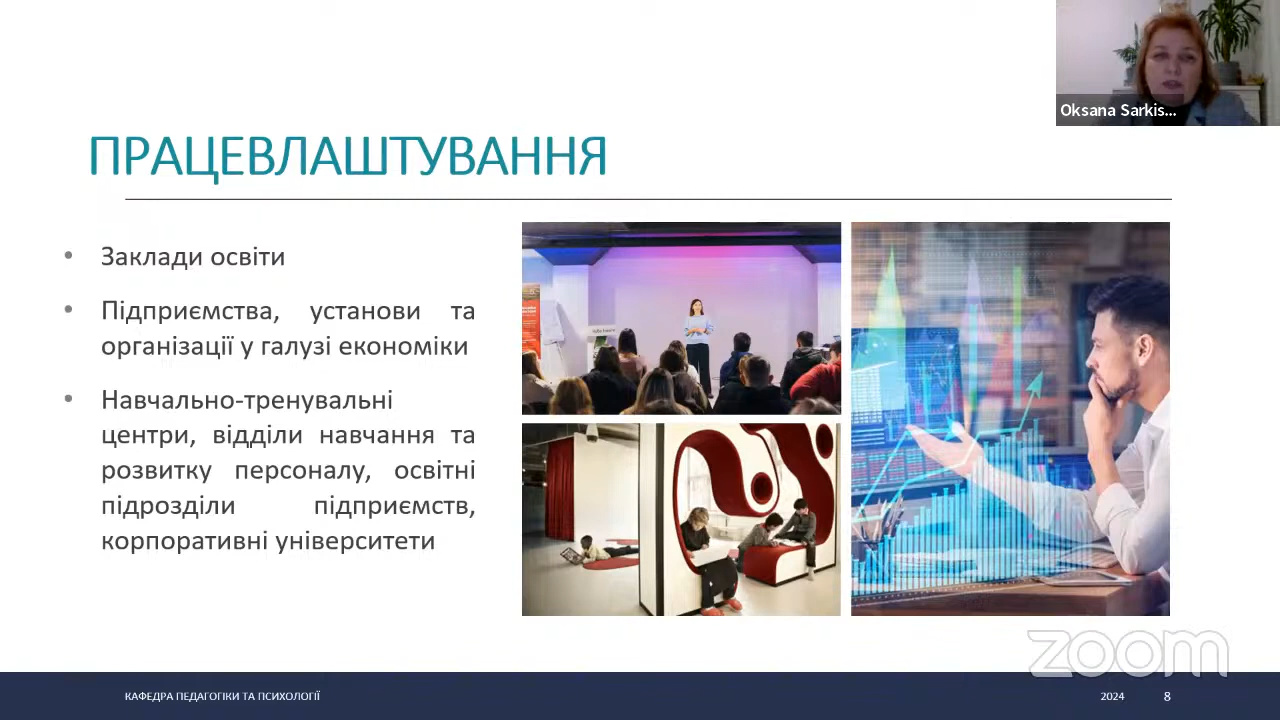 Oksana Sarkis...
ПРАЦЕВЛАШТУВАННЯ
• Заклади освіти
• Підприємства, установи та
організації у галузі економіки
• Навчально-тренувальні
центри, відділи навчання та
розвитку персоналу, освітні
підрозділи підприємств,
корпоративні університети
zoom
КАФЕДРА ПЕДАГОГІКИ ТА ПСИХОЛОГІЇ
2024
8